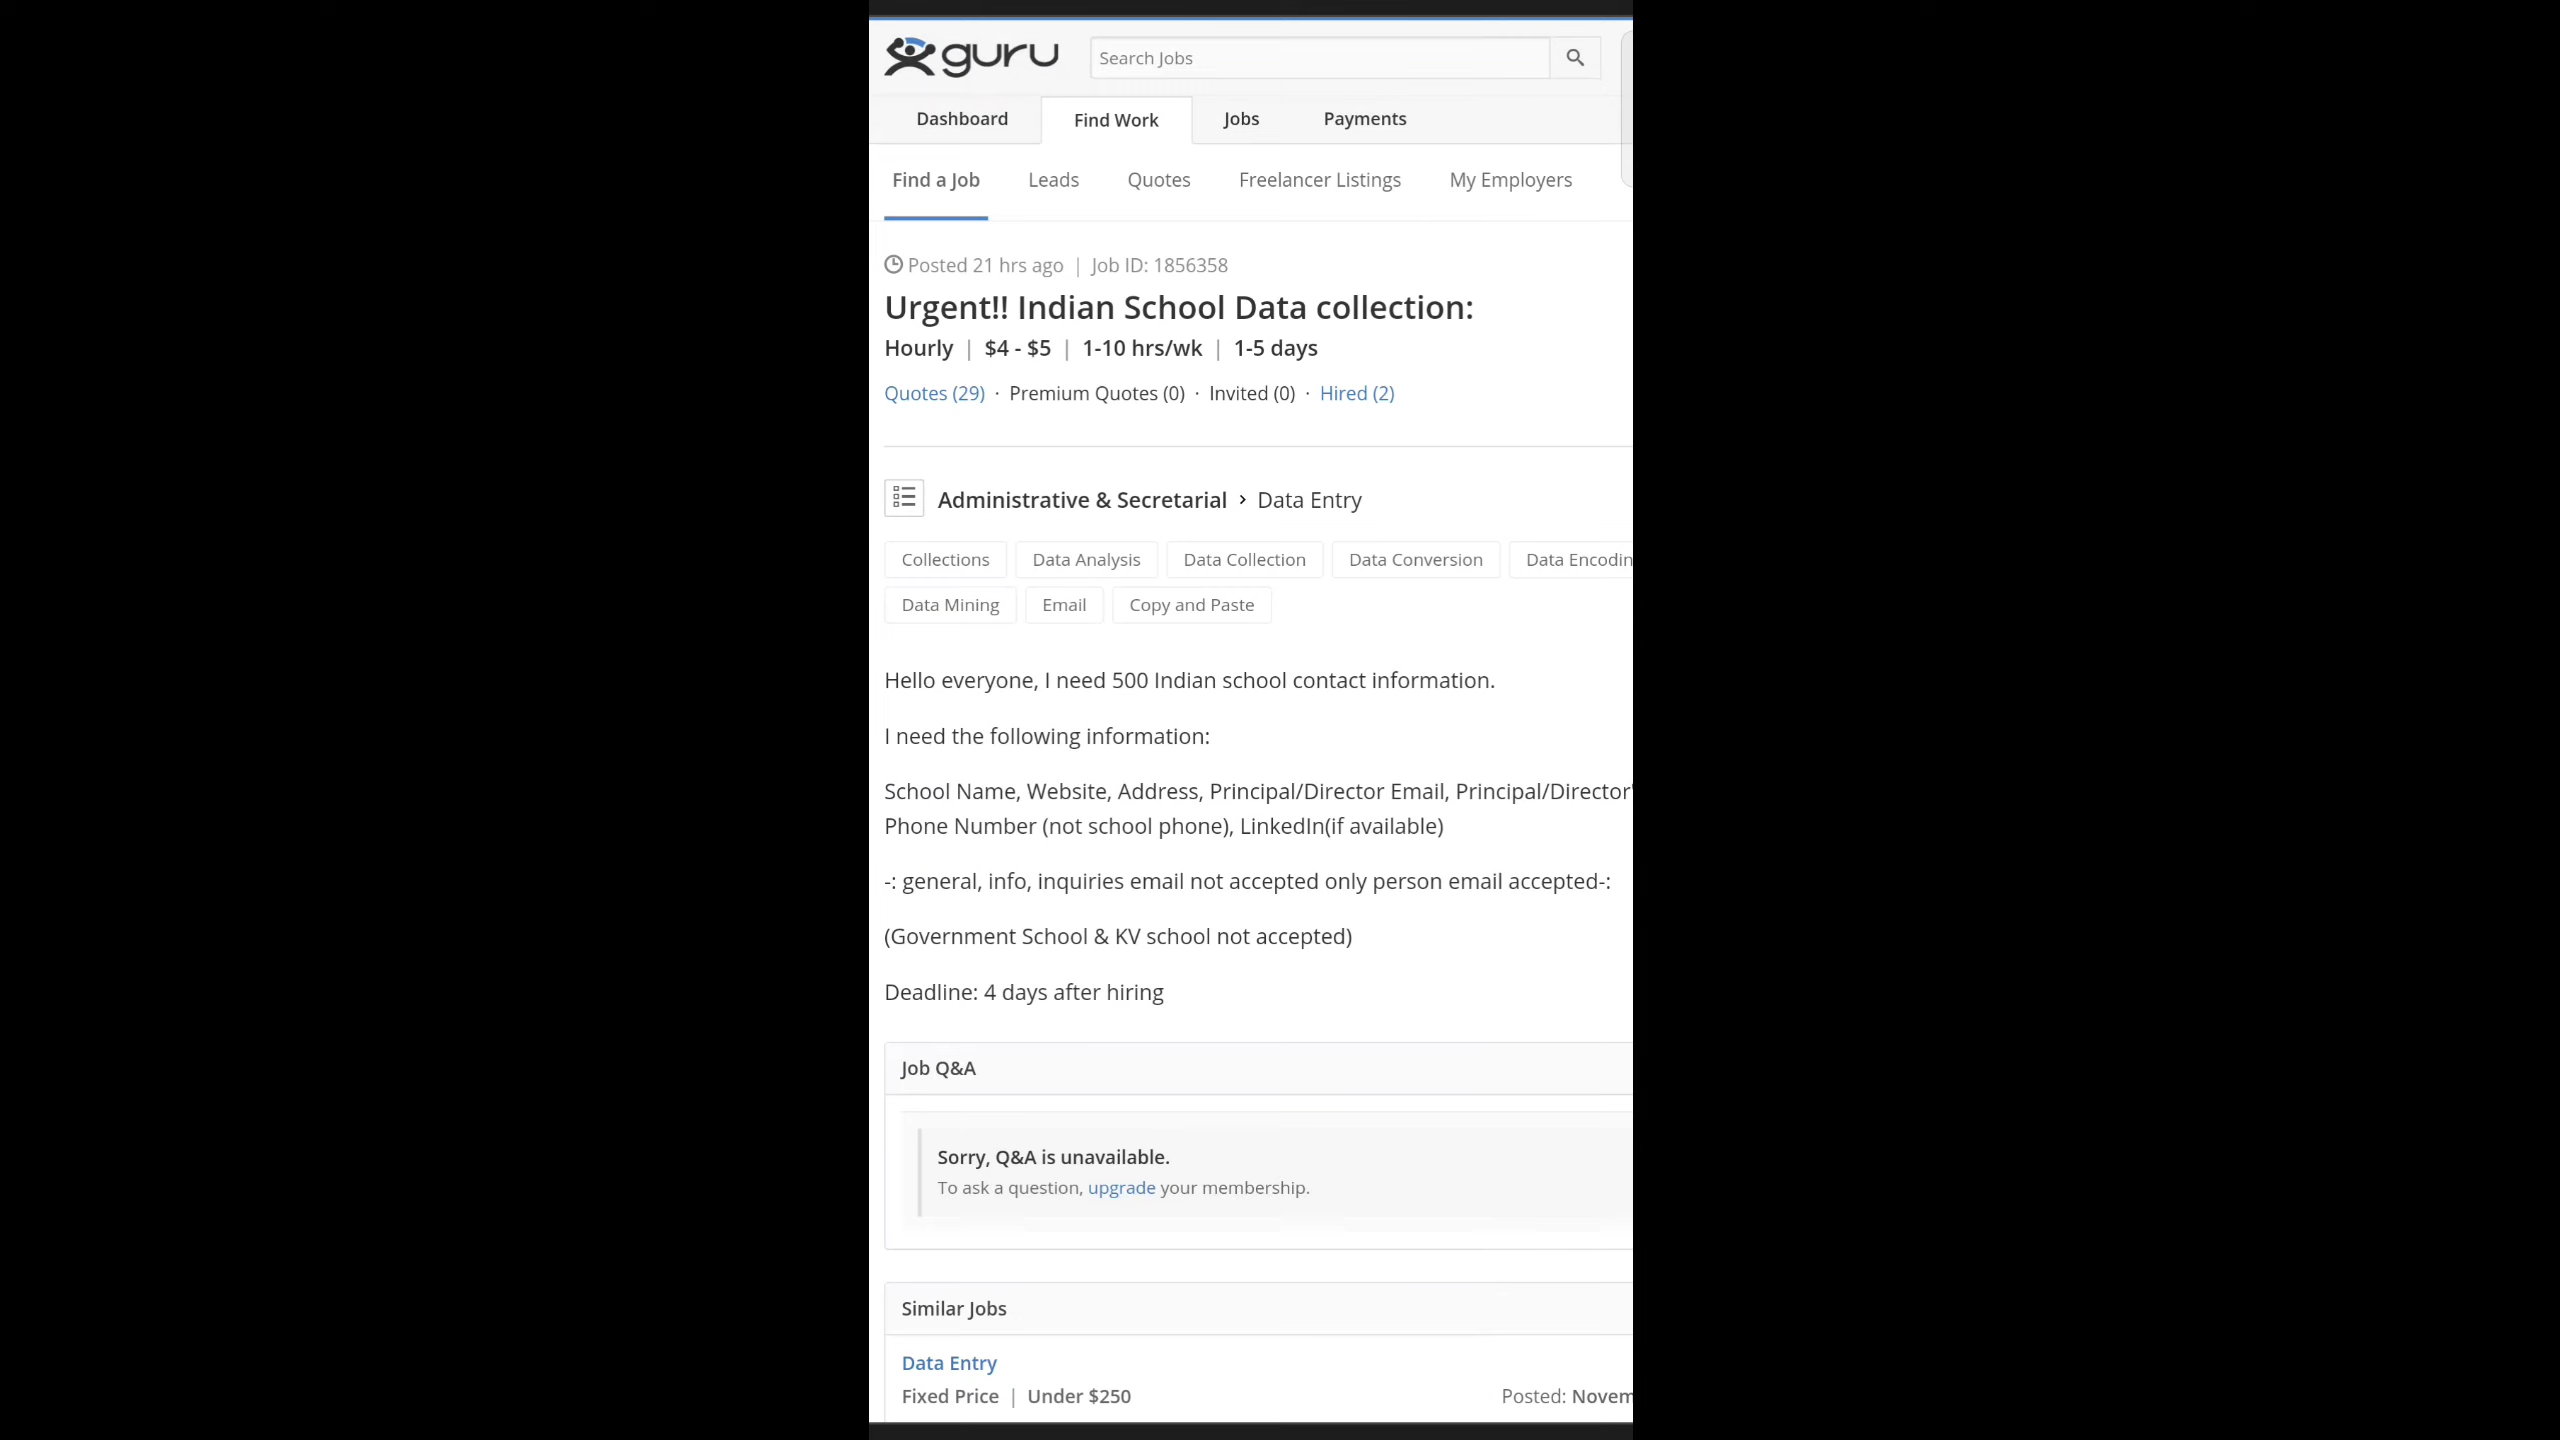 guru
Search Jobs
Dashboard Find Work Jobs Payments
Find a Job Leads Quotes Freelancer Listings My Employers
Posted 21 hrs ago | Job ID: 1856358
Urgent!! Indian School Data collection:
Hourly | $4 - $5 | 1-10 hrs/wk | 1-5 days
Quotes (29) · Premium Quotes (0) · Invited (0) · Hired (2)
Administrative & Secretarial › Data Entry
Collections Data Analysis Data Collection Data Conversion Data Encodin
Data Mining Email Copy and Paste
Hello everyone, I need 500 Indian school contact information.
I need the following information:
School Name, Website, Address, Principal/Director Email, Principal/Director'
Phone Number (not school phone), LinkedIn(if available)
-: general, info, inquiries email not accepted only person email accepted-:
(Government School & KV school not accepted)
Deadline: 4 days after hiring
Job Q&A
Sorry, Q&A is unavailable.
To ask a question, upgrade your membership.
Similar Jobs
Data Entry
Fixed Price | Under $250 Posted: Novem